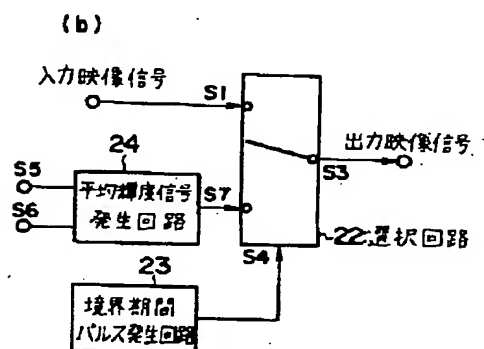 (b)
入力映像信号
S1
24
出力映像信号
S3
S5
平均輝度信号
発生回路
S7
S6
22選択回路
S4
23
境界期間
パルス発生回路